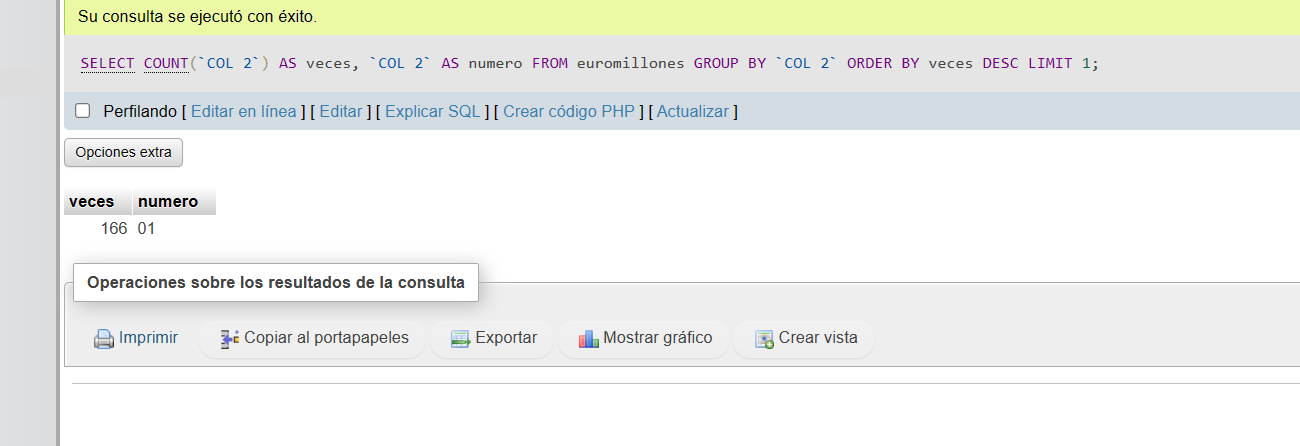 Su consulta se ejecutó con éxito.
SELECT COUNT(`COL 2`) AS veces, `COL 2` AS numero FROM euromillones GROUP BY `COL 2` ORDER BY veces DESC LIMIT 1;
Perfilando [ Editar en línea ] [ Editar ] [ Explicar SQL ] [ Crear código PHP ] [ Actualizar ]
Opciones extra
veces numero
166 01
Operaciones sobre los resultados de la consulta
Imprimir Copiar al portapapeles Exportar Mostrar gráfico Crear vista